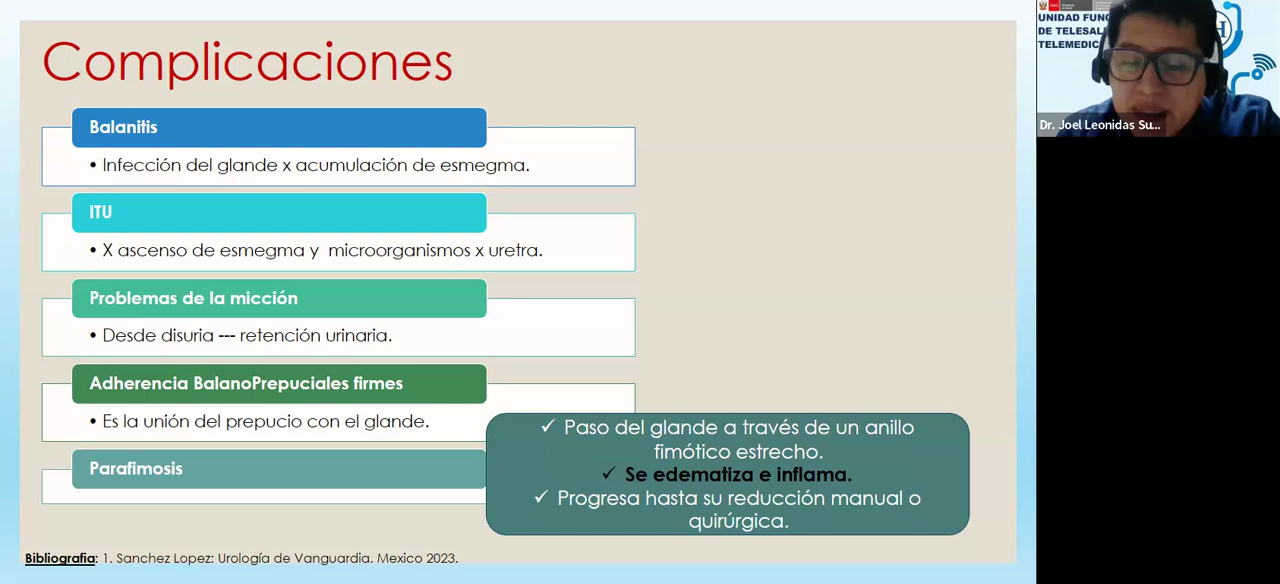 Complicaciones
Balanitis
• Infección del glande x acumulación de esmegma.
ITU
• X ascenso de esmegma y microorganismos x uretra.
Problemas de la micción
• Desde disuria --- retención urinaria.
Adherencia BalanoPrepuciales firmes
• Es la unión del prepucio con el glande.
Parafimosis
✓ Paso del glande a través de un anillo
fimótico estrecho.
✓ Se edematiza e inflama.
✓ Progresa hasta su reducción manual o
quirúrgica.
Bibliografia: 1. Sanchez Lopez: Urología de Vanguardia. Mexico 2023.
UNIDAD FUNC
DE TELESAL
TELEMEDIC
H
Dr. Joel Leonidas Su...